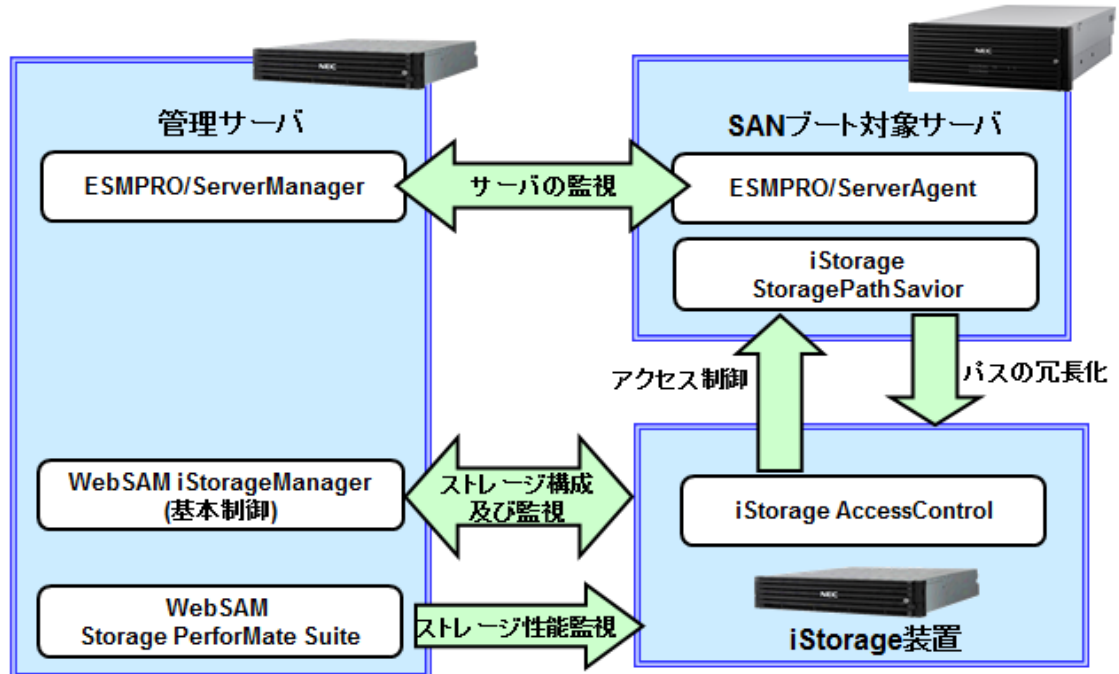 NEC
管理サーバ
ESMPRO/ServerManager
サーバの監視
NEC
SANブート対象サーバ
ESMPRO/ServerAgent
iStorage
StoragePathSavior
アクセス制御
パスの冗長化
WebSAM iStorageManager
(基本制御)
ストレージ構成
及び監視
iStorage AccessControl
WebSAM
Storage PerforMate Suite
ストレージ性能監視
NEC
iStorage装置